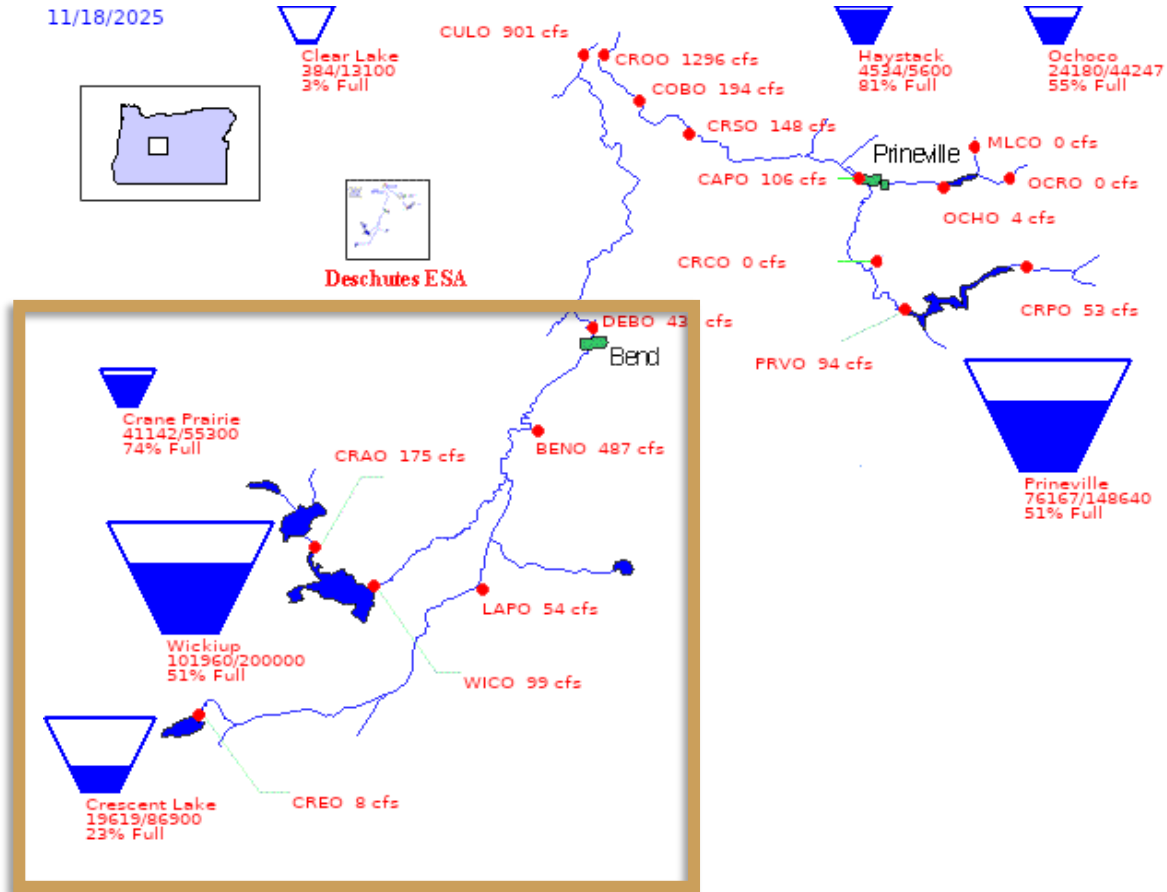 11/18/2025
Clear Lake
384/13100
3% Full
CULO 901 cfs
CROO 1296 cfs
COBO 194 cfs
CRSO 148 cfs
Haystack
4534/5600
81% Full
Ochoco
24180/44247
55% Full
Prineville
MLCO 0 cfs
CAPO 106 cfs
OCRO 0 cfs
OCHO 4 cfs
CRCO 0 cfs
CRPO 53 cfs
PRVO 94 cfs
Prineville
76167/148640
51% Full
Deschutes ESA
DEBO 43 cfs
Bend
Crane Prairie
41142/55300
74% Full
BENO 487 cfs
CRAO 175 cfs
LAPO 54 cfs
Wickiup
101960/200000
51% Full
WICO 99 cfs
CREO 8 cfs
Crescent Lake
19619/86900
23% Full